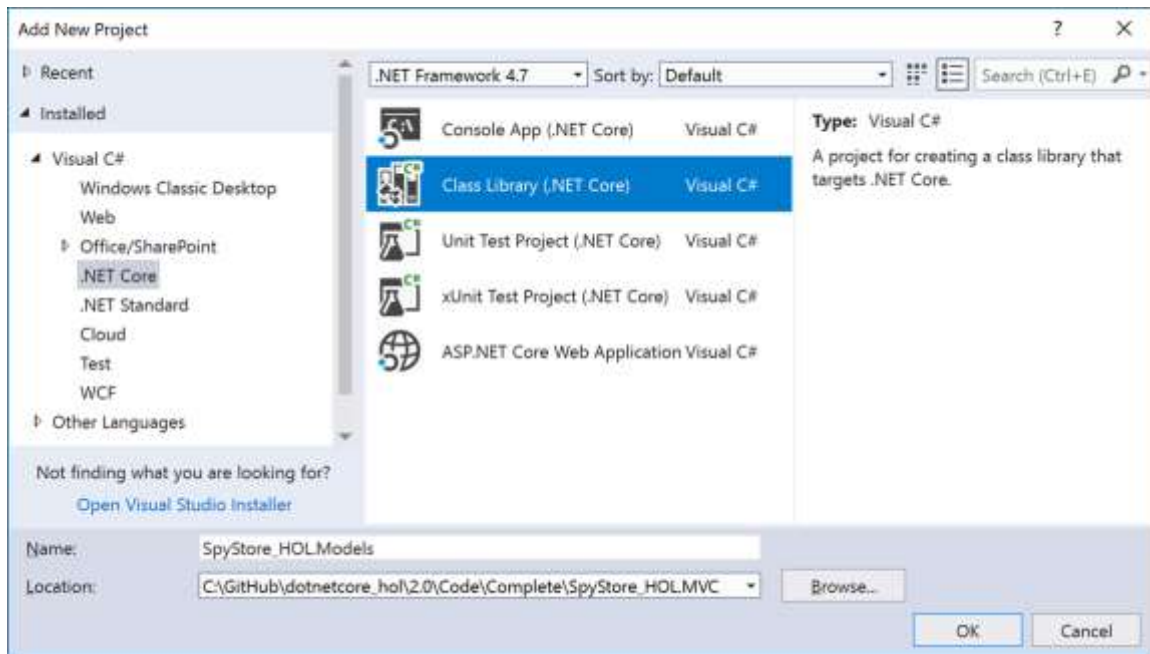 Add New Project
?
Recent
.NET Framework 4.7
Sort by: Default
Search (Ctrl+E)
Installed
Visual C#
Windows Classic Desktop
Web
Office/SharePoint
.NET Core
.NET Standard
Cloud
Test
WCF
Other Languages
Not finding what you are looking for?
Open Visual Studio Installer
Console App (.NET Core) Visual C#
Class Library (.NET Core) Visual C#
Unit Test Project (.NET Core) Visual C#
xUnit Test Project (.NET Core) Visual C#
ASP.NET Core Web Application Visual C#
Type: Visual C#
A project for creating a class library that
targets .NET Core.
Name: SpyStore_HOL.Models
Location: C:\GitHub\dotnetcore_hol\2.0\Code\Complete\SpyStore_HOL.MVC
Browse...
OK
Cancel